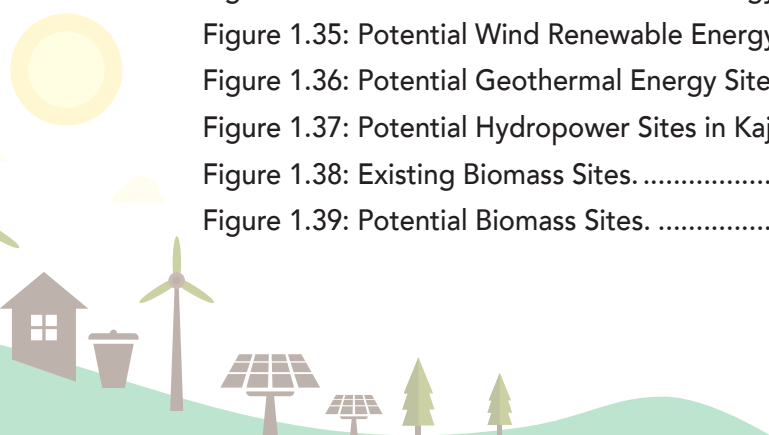 Figure 1.35: Potential Wind Renewable Energy
Figure 1.36: Potential Geothermal Energy Site
Figure 1.37: Potential Hydropower Sites in Kaj
Figure 1.38: Existing Biomass Sites. ..................
Figure 1.39: Potential Biomass Sites. ................